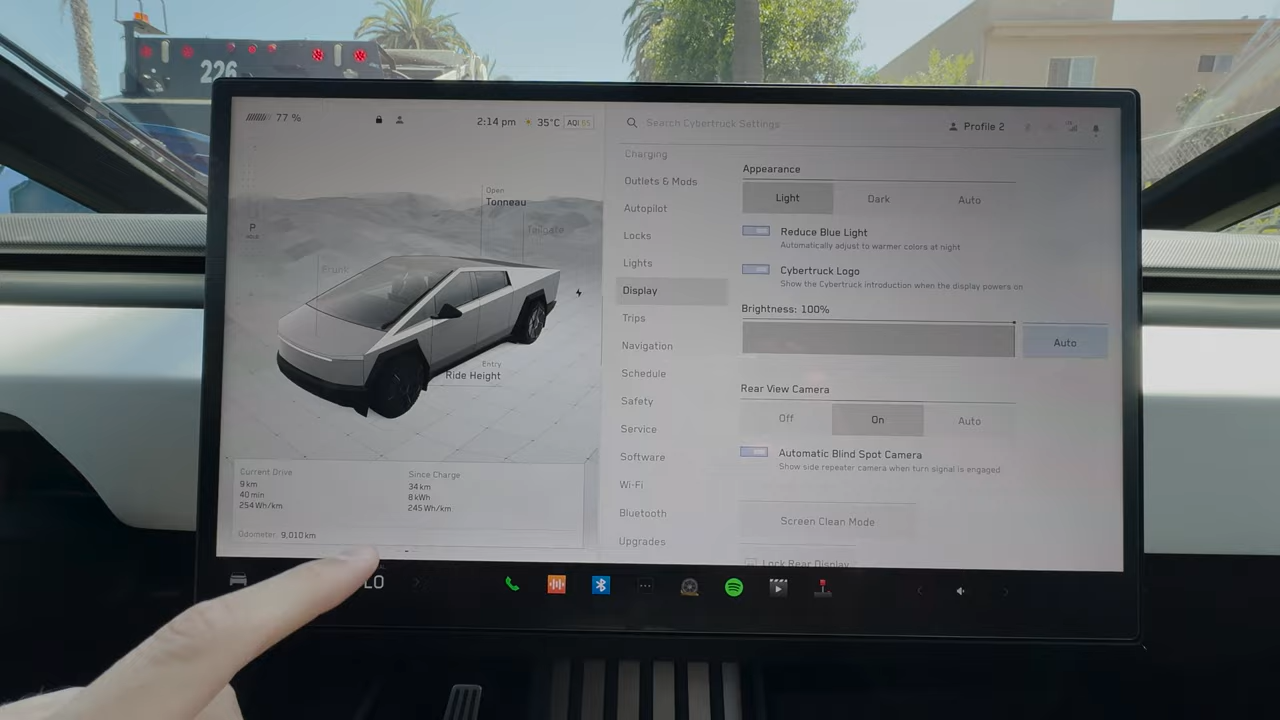 226
77 %
2:14 pm
35°C
AQI 65
Search Cybertruck Settings
Profile 2
P
HOLD
Open
Tonneau
Tailgate
Frunk
Entry
Ride Height
Current Drive
9 km
40 min
254 Wh/km
Since Charge
34 km
8 kWh
245 Wh/km
Odometer: 9,010 km
Charging
Outlets & Mods
Autopilot
Locks
Lights
Display
Trips
Navigation
Schedule
Safety
Service
Software
Wi-Fi
Bluetooth
Upgrades
Appearance
Light
Dark
Auto
Reduce Blue Light
Automatically adjust to warmer colors at night
Cybertruck Logo
Show the Cybertruck introduction when the display powers on
Brightness: 100%
Auto
Rear View Camera
Off
On
Auto
Automatic Blind Spot Camera
Show side repeater camera when turn signal is engaged
Screen Clean Mode
Lock Rear Display
LO